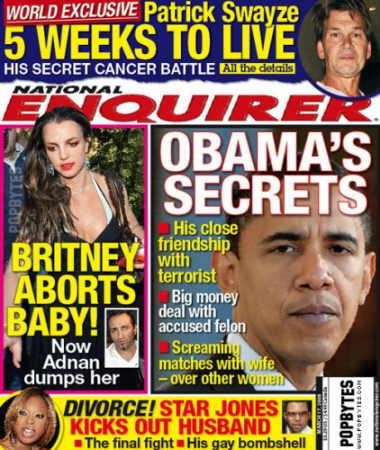 WORLD EXCLUSIVE Patrick Swayze
5 WEEKS TO LIVE
HIS SECRET CANCER BATTLE All the details
NATIONAL
ENQUIRER
POPBYTES
BRITNEY
ABORTS
BABY!
Now
Adnan
dumps her
OBAMA'S
SECRETS
His close
friendship
with
terrorist
Big money
deal with
accused felon
Screaming
matches with wife
– over other women
DIVORCE! STAR JONES
KICKS OUT HUSBAND
The final fight His gay bombshell
POPBYTES
WWW.POPBYTES.COM